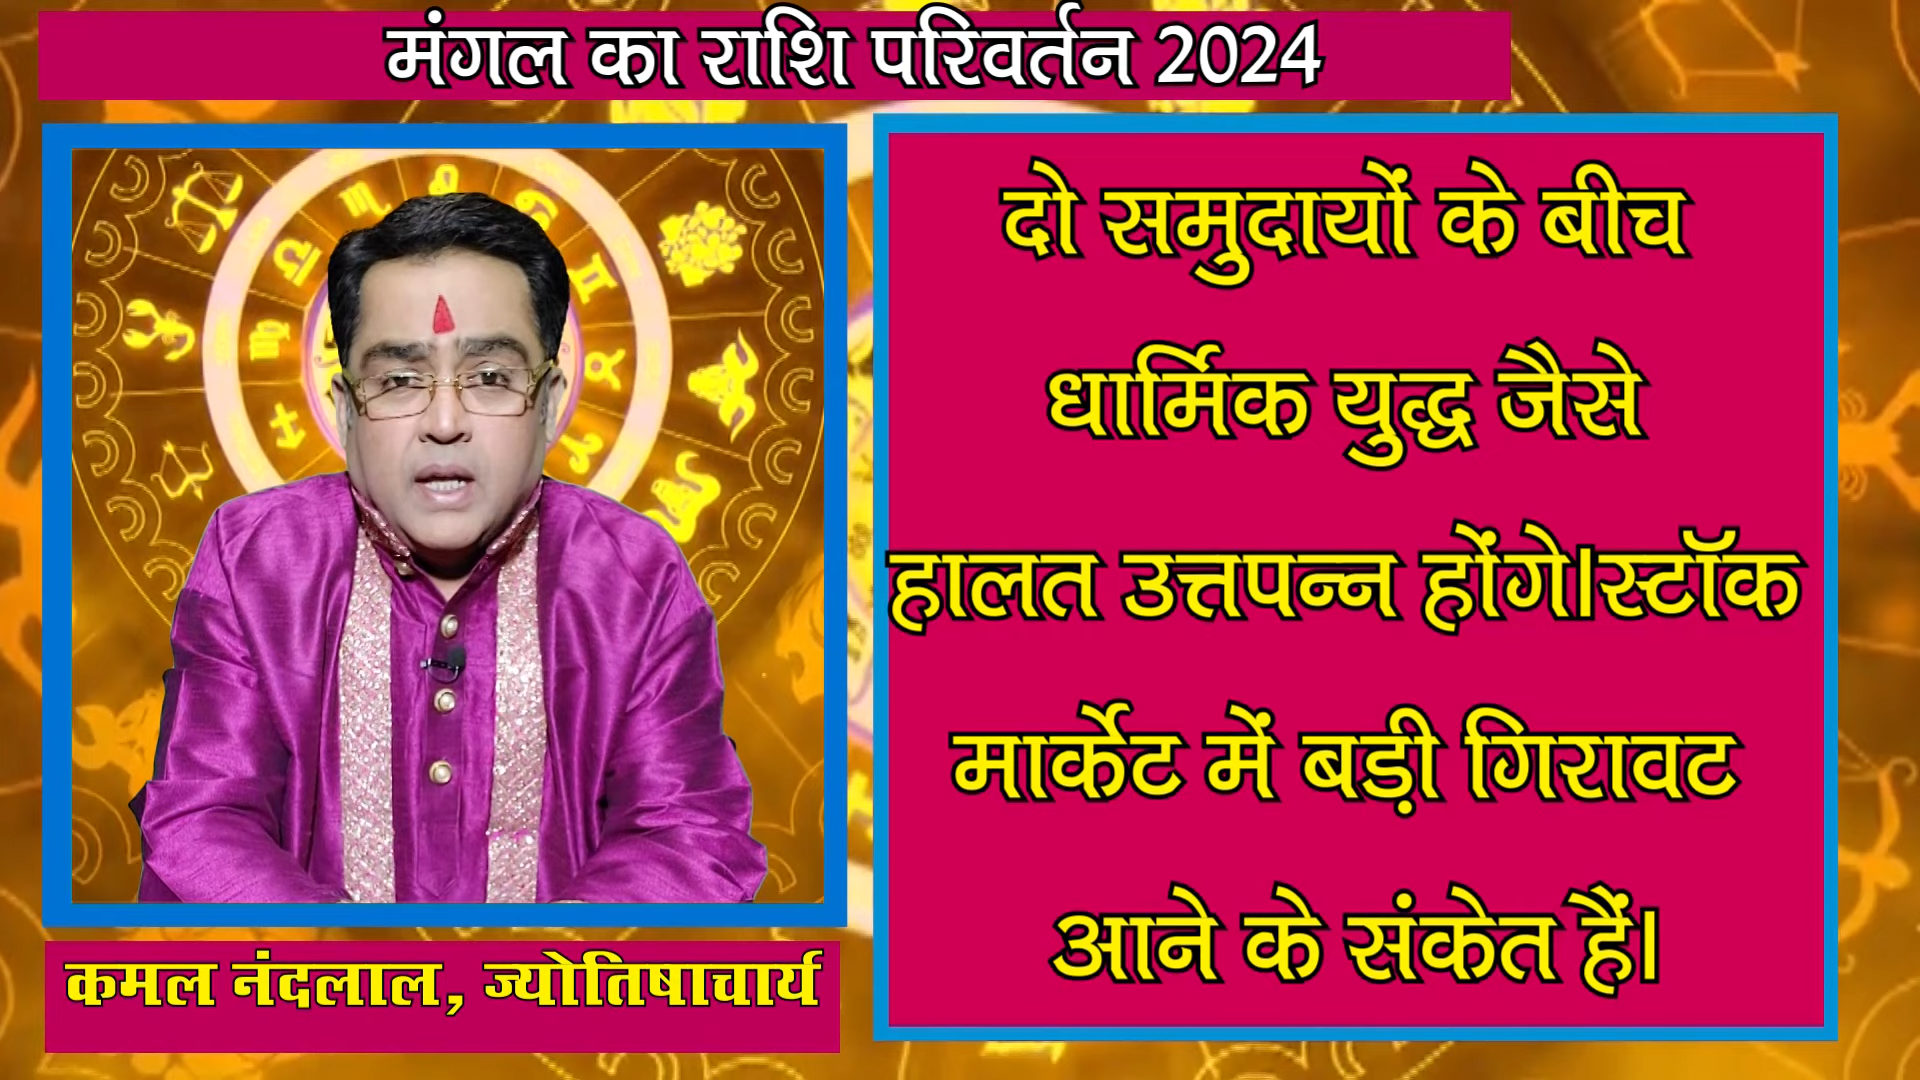 मंगल का राशि परिवर्तन 2024
दो समुदायों के बीच
धार्मिक युद्ध जैसे
हालत उत्तपन्न होंगे।स्टॉक
मार्केट में बड़ी गिरावट
आने के संकेत हैं।
कमल नंदलाल, ज्योतिषाचार्य